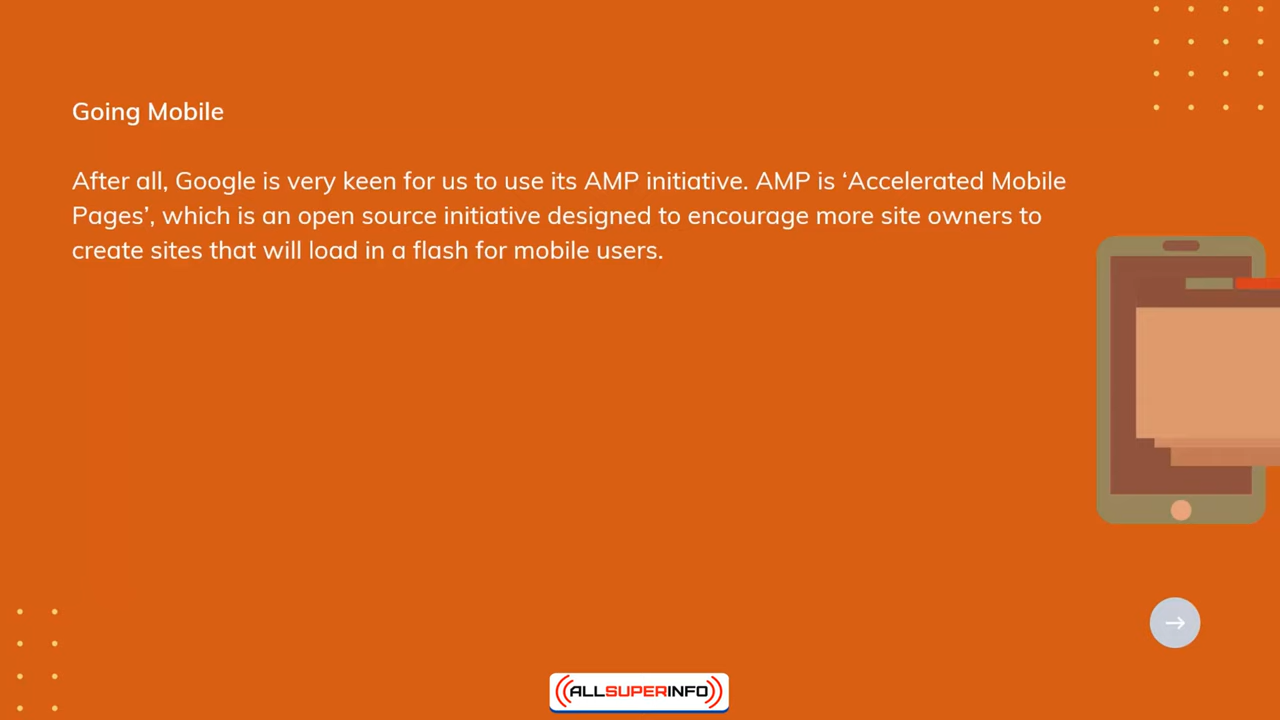 Going Mobile
After all, Google is very keen for us to use its AMP initiative. AMP is ‘Accelerated Mobile
Pages’, which is an open source initiative designed to encourage more site owners to
create sites that will load in a flash for mobile users.
ALLSUPERINFO